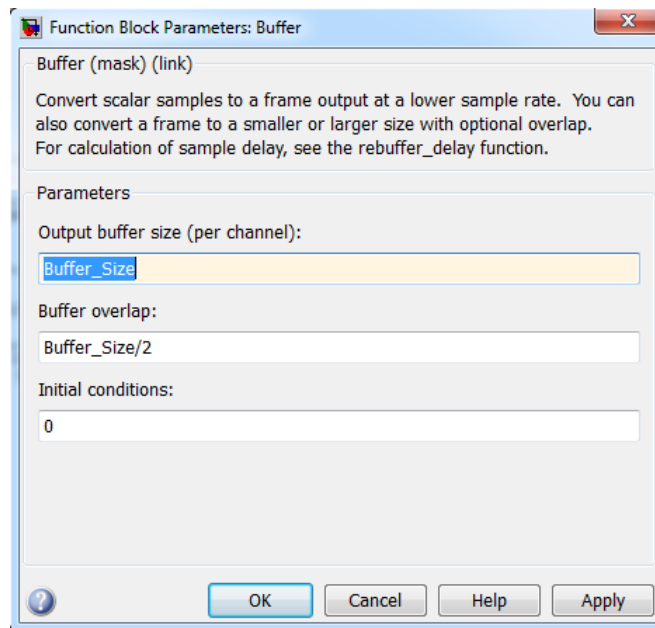 Function Block Parameters: Buffer
Buffer (mask) (link)
Convert scalar samples to a frame output at a lower sample rate.  You can
also convert a frame to a smaller or larger size with optional overlap.
For calculation of sample delay, see the rebuffer_delay function.
Parameters
Output buffer size (per channel):
Buffer_Size
Buffer overlap:
Buffer_Size/2
Initial conditions:
0
? OK Cancel Help Apply